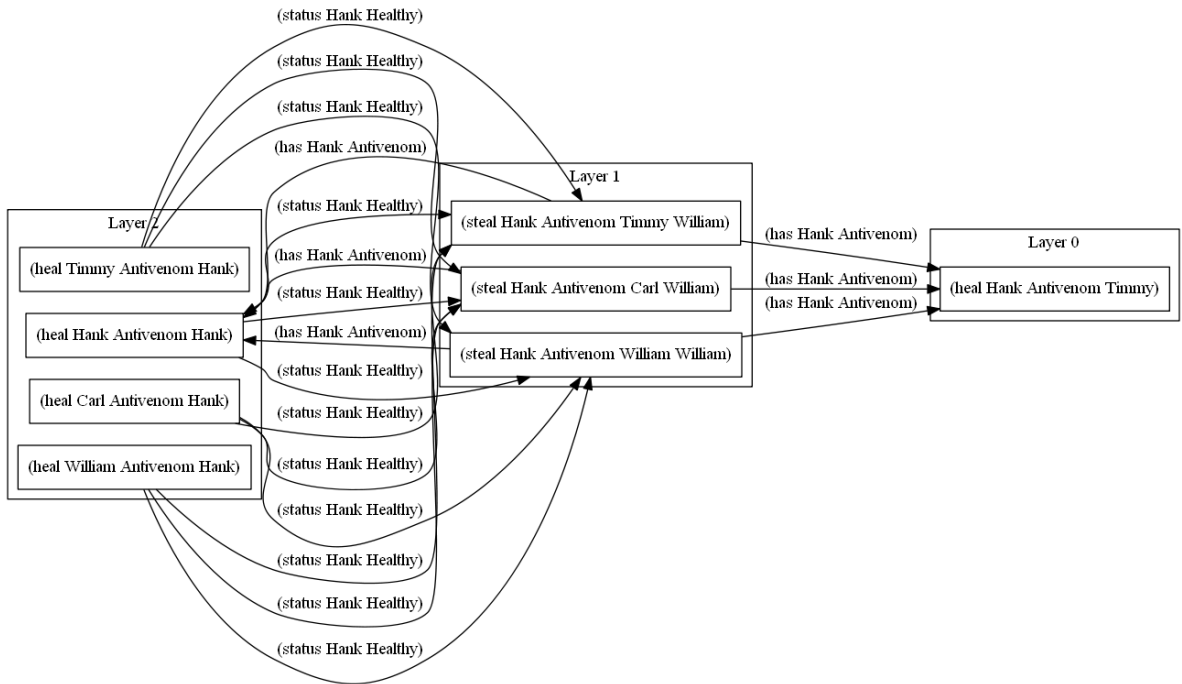 (status Hank Healthy)
(status Hank Healthy)
(status Hank Healthy)
(has Hank Antivenom)
(status Hank Healthy)
(has Hank Antivenom)
(status Hank Healthy)
(has Hank Antivenom)
(status Hank Healthy)
(status Hank Healthy)
(status Hank Healthy)
(status Hank Healthy)
(status Hank Healthy)
(status Hank Healthy)
(status Hank Healthy)
Layer 2
(heal Timmy Antivenom Hank)
(heal Hank Antivenom Hank)
(heal Carl Antivenom Hank)
(heal William Antivenom Hank)
Layer 1
(steal Hank Antivenom Timmy William)
(steal Hank Antivenom Carl William)
(steal Hank Antivenom William William)
(has Hank Antivenom)
(has Hank Antivenom)
(has Hank Antivenom)
Layer 0
(heal Hank Antivenom Timmy)